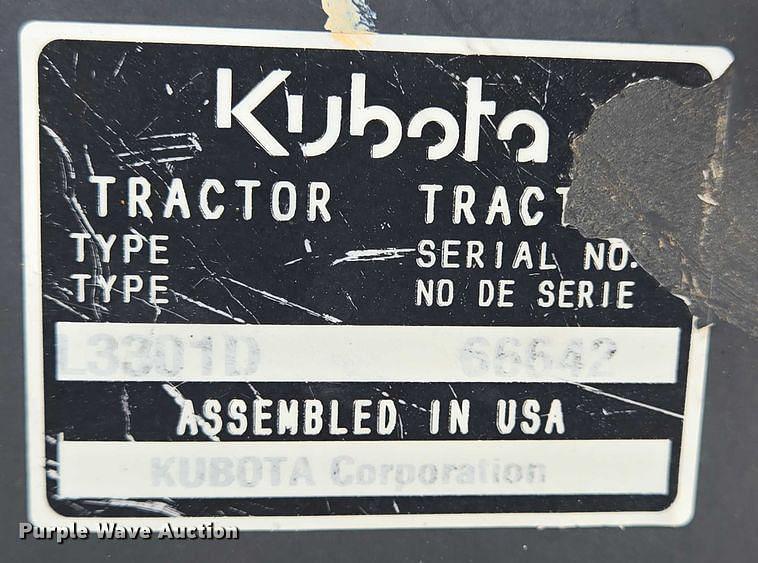 Kubota
TRACTOR TRACT
TYPE SERIAL NO.
TYPE NO DE SERIE
L3301D 66642
ASSEMBLED IN USA
KUBOTA Corporation
Purple Wave Auction